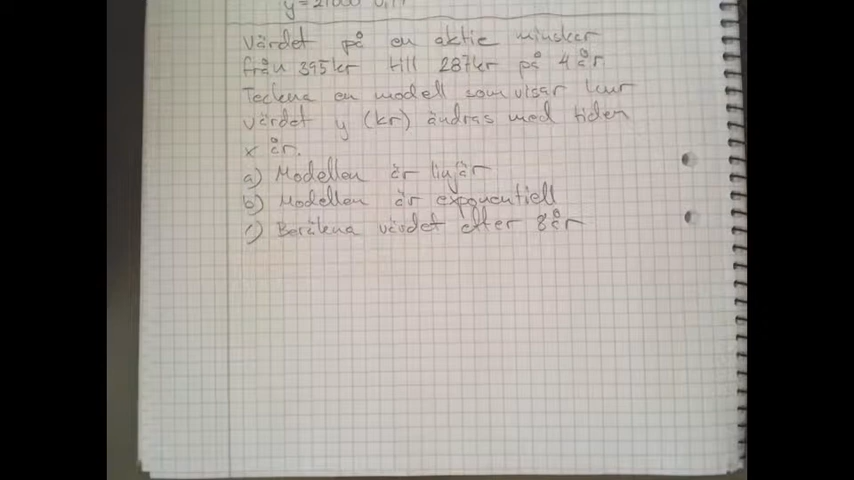 Värdet på en aktie minskar
från 395kr till 287kr på 4 år
Teckna en modell som visar hur
värdet y (kr) ändras med tiden
x år.
a) Modellen är linjär
b) Modellen är exponentiell
c) Beräkna värdet efter 8 år